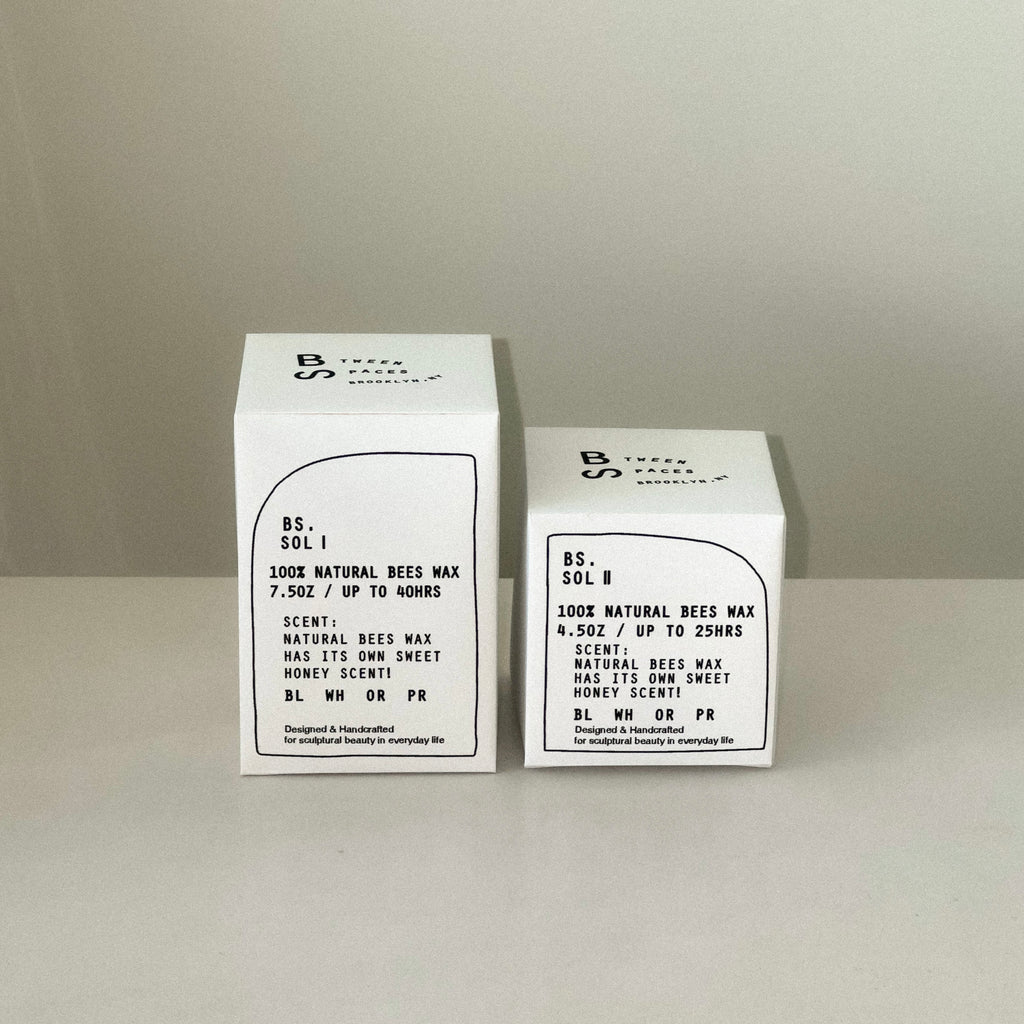 B TWEEN
S PACES
BROOKLYN.NY
BS.
SOL I
100% NATURAL BEES WAX
7.5OZ / UP TO 40HRS
SCENT:
NATURAL BEES WAX
HAS ITS OWN SWEET
HONEY SCENT!
BL WH OR PR
Designed & Handcrafted
for sculptural beauty in everyday life
B TWEEN
S PACES
BROOKLYN.NY
BS.
SOL II
100% NATURAL BEES WAX
4.5OZ / UP TO 25HRS
SCENT:
NATURAL BEES WAX
HAS ITS OWN SWEET
HONEY SCENT!
BL WH OR PR
Designed & Handcrafted
for sculptural beauty in everyday life